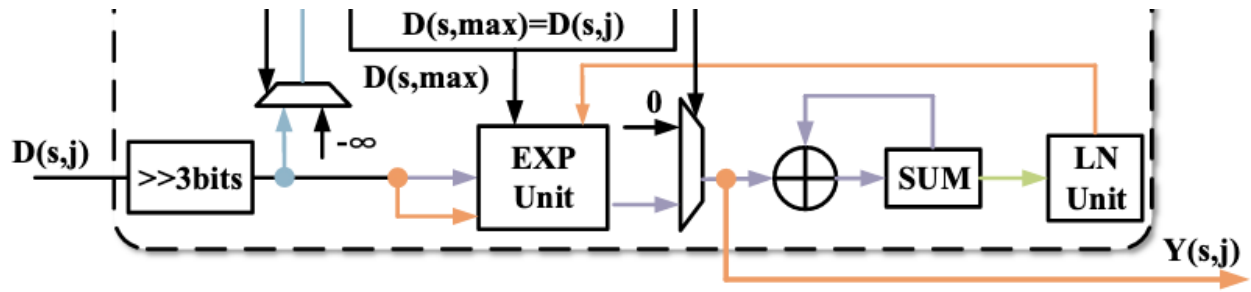 D(s,max)=D(s,j)
D(s,max)
0
-∞
D(s,j)
>>3bits
EXP
Unit
SUM
LN
Unit
Y(s,j)